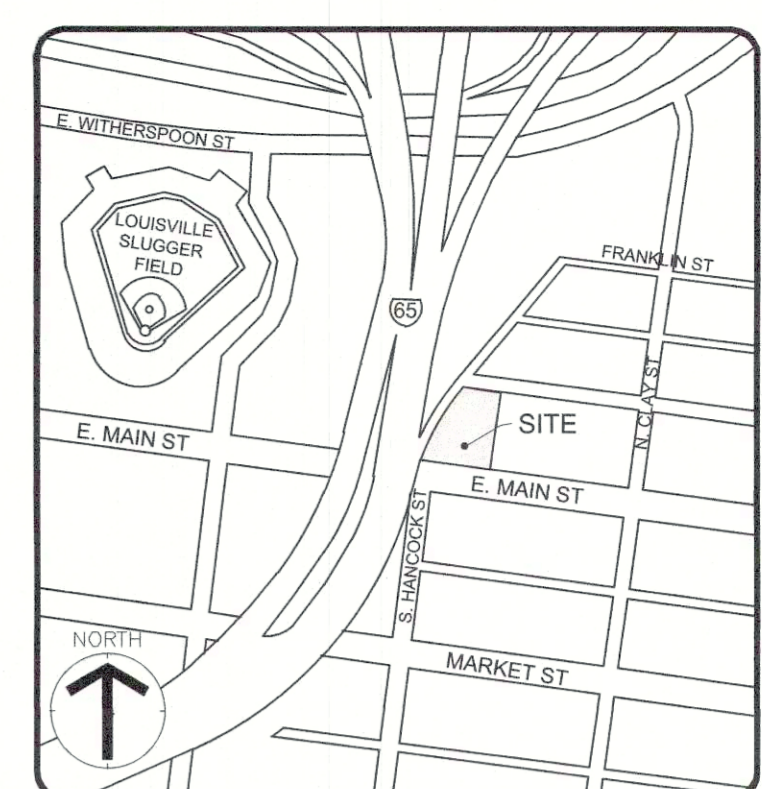 E. WITHERSPOON ST
LOUISVILLE
SLUGGER
FIELD
FRANKLIN ST
65
N. CLAY ST
SITE
E. MAIN ST
E. MAIN ST
S. HANCOCK ST
NORTH
MARKET ST